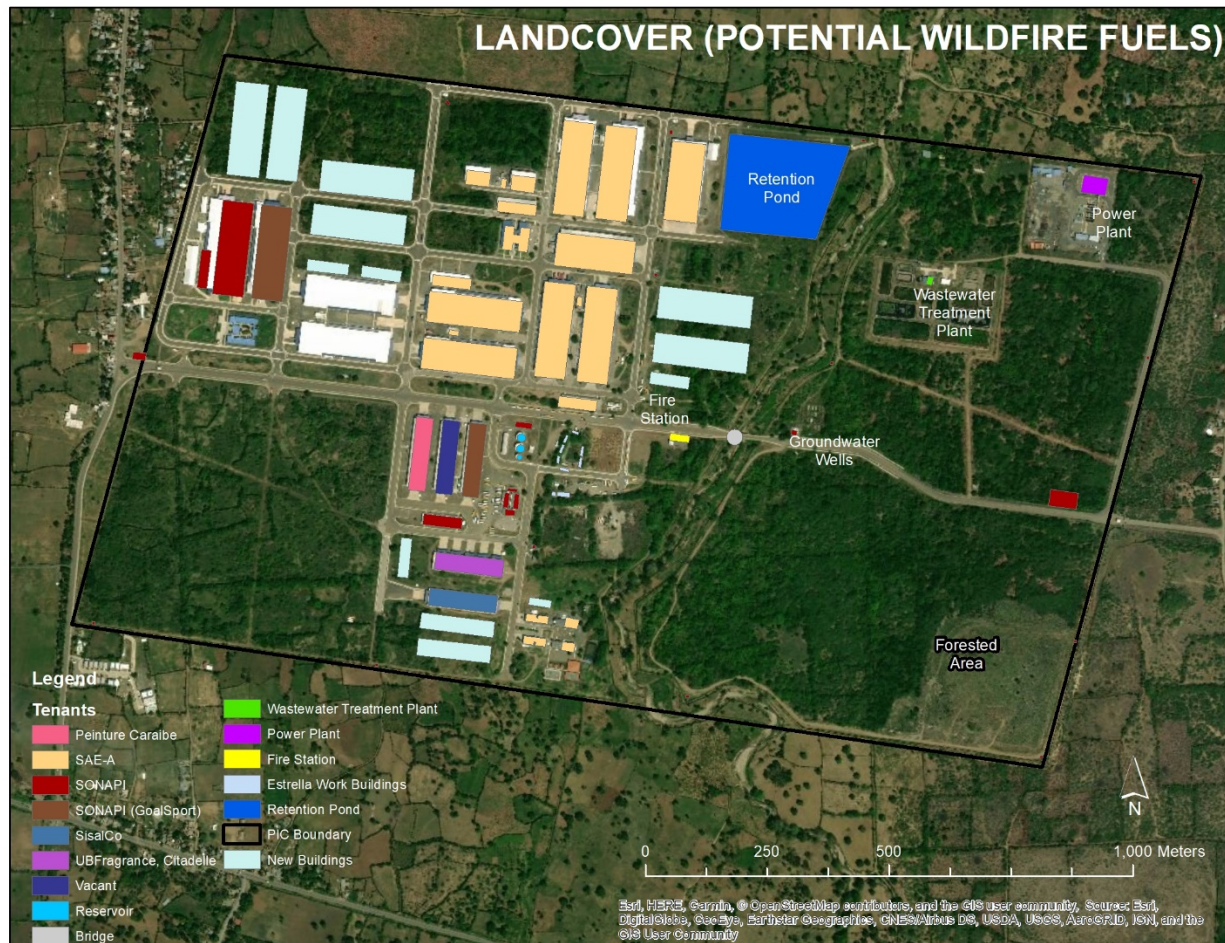 LANDCOVER (POTENTIAL WILDFIRE FUELS)
Retention
Pond
Power
Plant
Wastewater
Treatment
Plant
Fire
Station
Groundwater
Wells
Forested
Area
Legend
Tenants
Peinture Caraibe
SAE-A
SONAPI
SONAPI (GoalSport)
SisalCo
UBFragrance, Citadelle
Vacant
Reservoir
Bridge
Wastewater Treatment Plant
Power Plant
Fire Station
Estrella Work Buildings
Retention Pond
PIC Boundary
New Buildings
N
0 250 500 1,000 Meters
Esri, HERE, Garmin, © OpenStreetMap contributors, and the GIS user community, Source: Esri,
DigitalGlobe, GeoEye, Earthstar Geographics, CNES/Airbus DS, USDA, USGS, AeroGRID, IGN, and the
GIS User Community